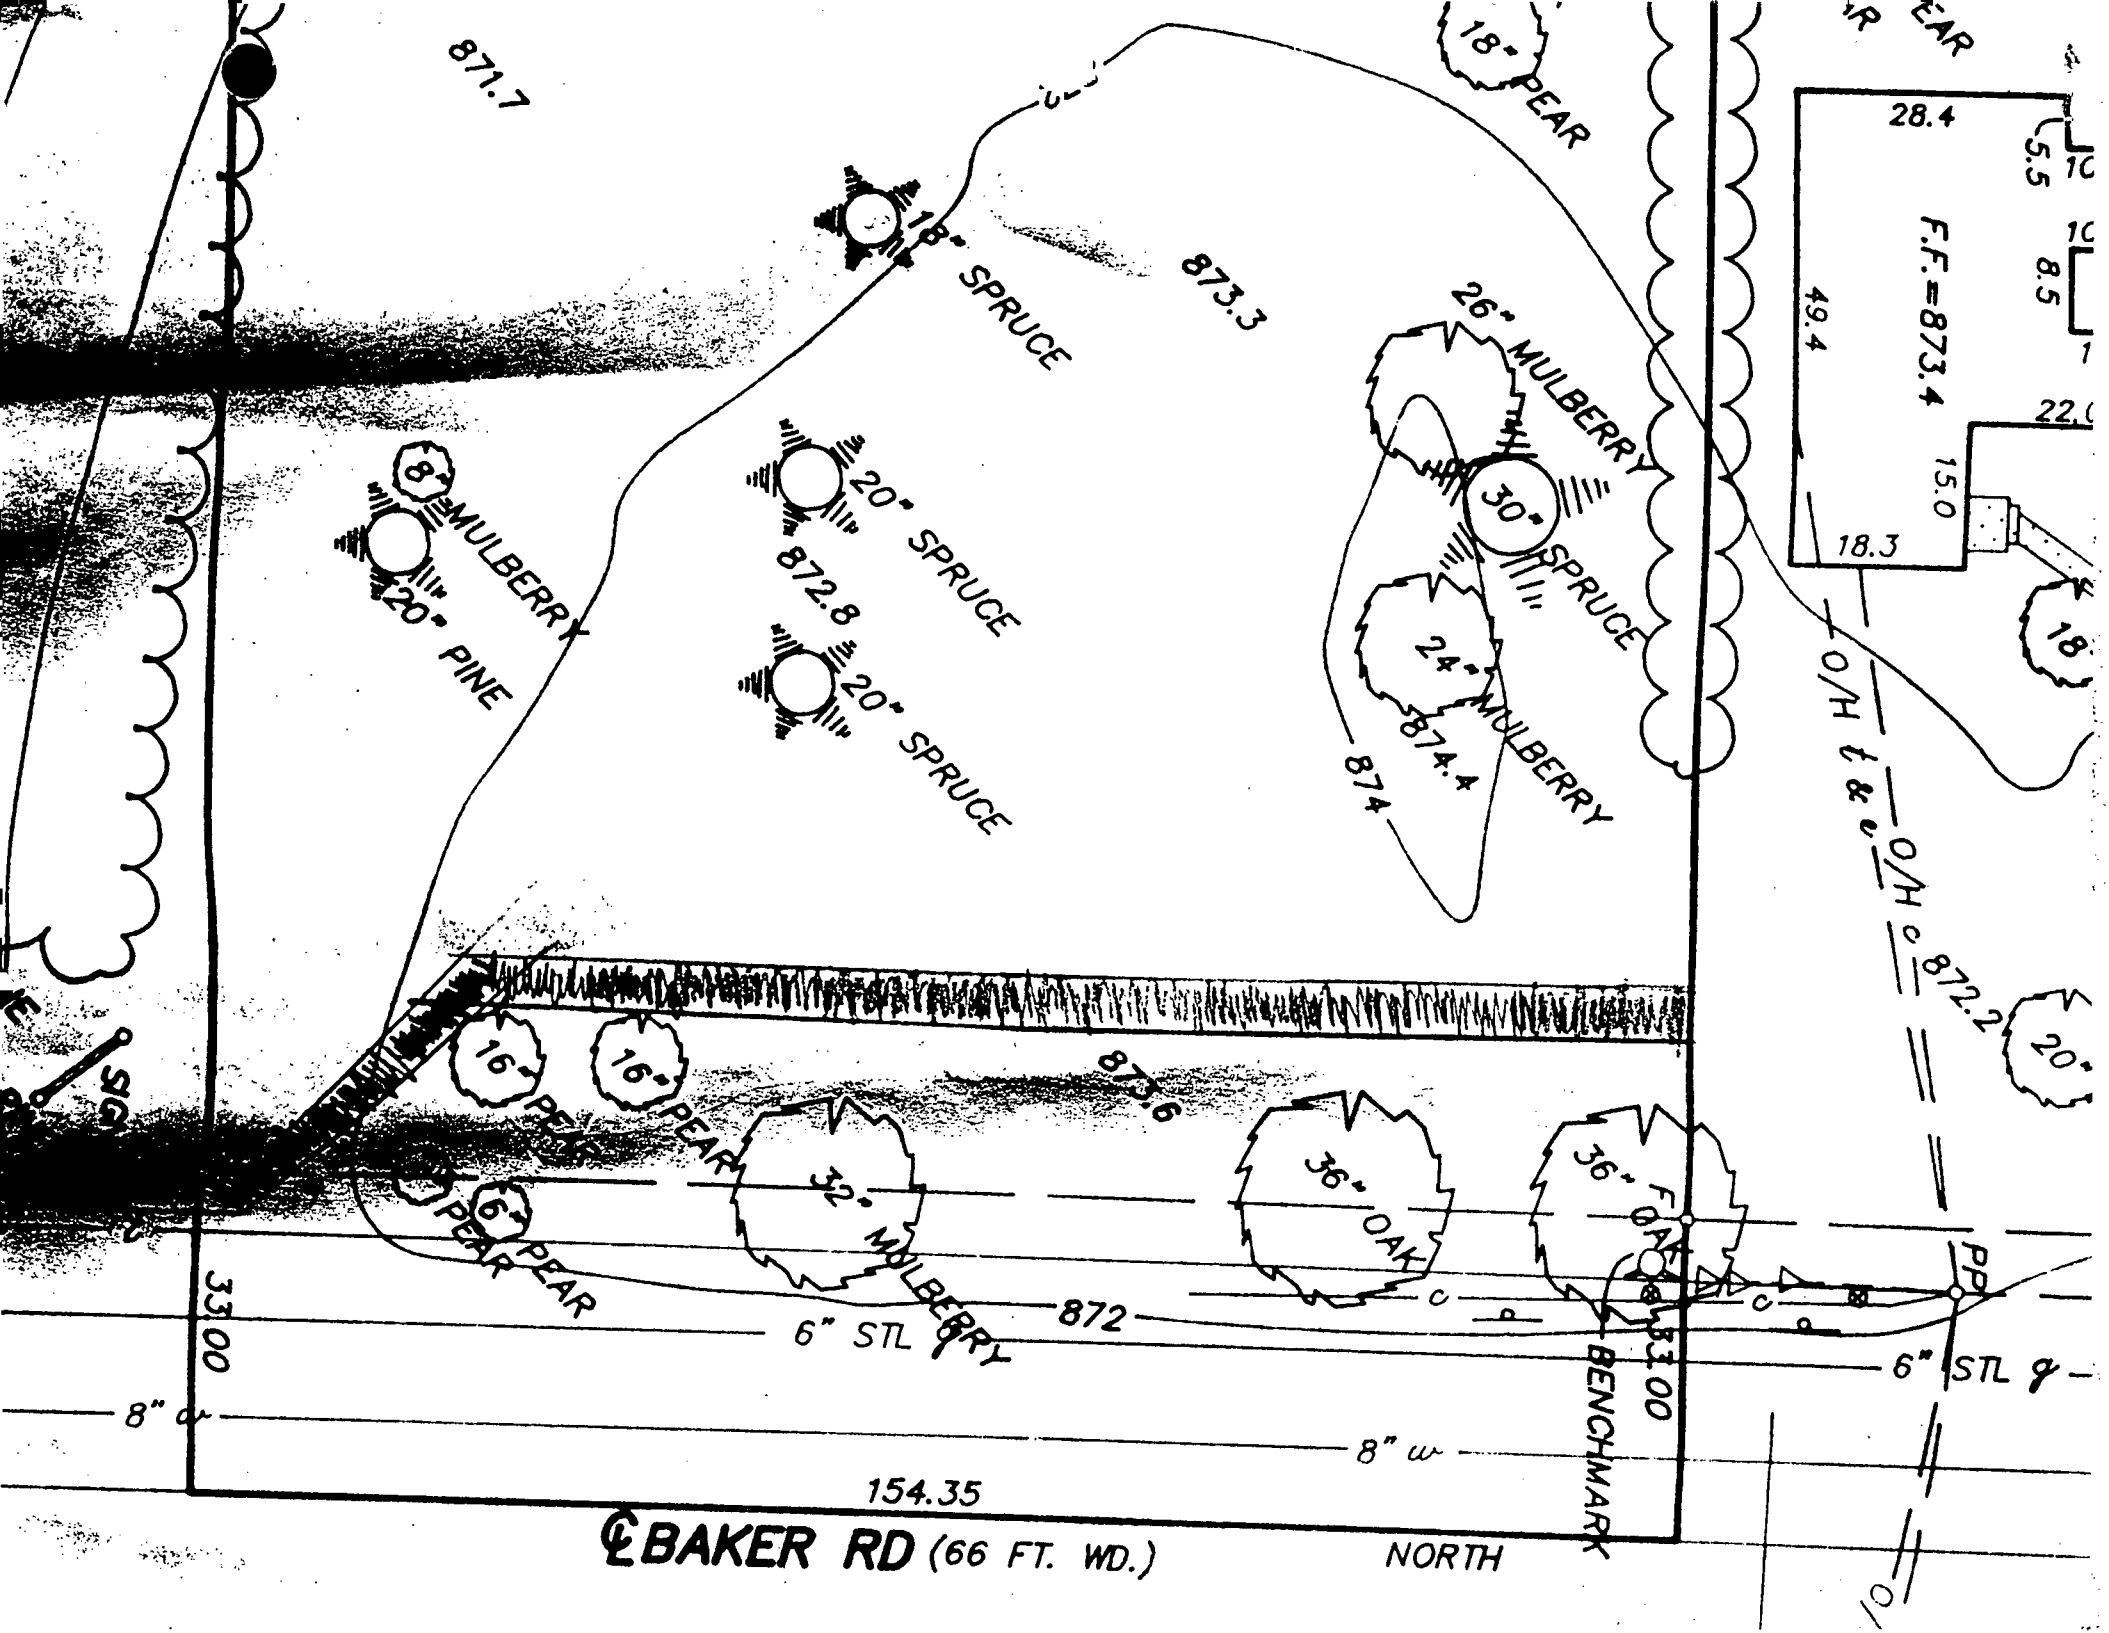 EAR
18" PEAR
871.7
28.4
5.5
18" SPRUCE
873.3
F.F.=873.4
8.5
26" MULBERRY
49.4
22.0
8" MULBERRY
20" SPRUCE
30" SPRUCE
15.0
18.3
20" PINE
872.8
24" MULBERRY
18"
O/H t & e
20" SPRUCE
874.4
874
O/H c
872.2
20"
SIG
16" PEAR
16" PEAR
873.6
32" MULBERRY
36" OAK
36" OAK
PEAR
6" PEAR
PP
33.00
872
c
c
6" STL g
33.00
6" STL g
BENCHMARK
8" w
8" w
154.35
℄ BAKER RD (66 FT. WD.)
NORTH